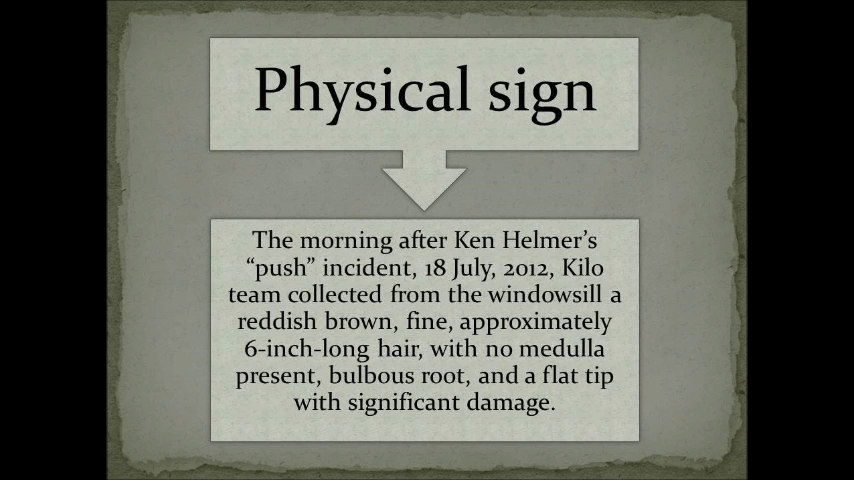 Physical sign
The morning after Ken Helmer’s
“push” incident, 18 July, 2012, Kilo
team collected from the windowsill a
reddish brown, fine, approximately
6-inch-long hair, with no medulla
present, bulbous root, and a flat tip
with significant damage.